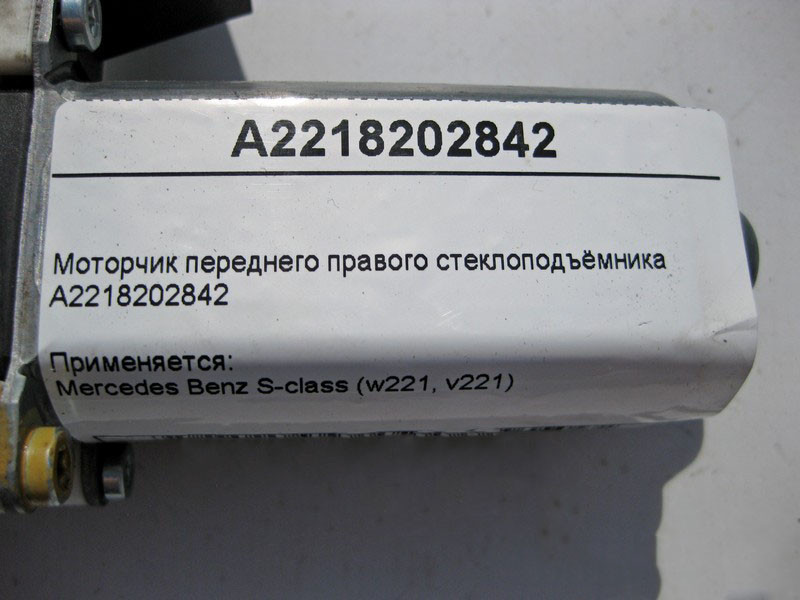 A2218202842
Моторчик переднего правого стеклоподъёмника
A2218202842
Применяется:
Mercedes Benz S-class (w221, v221)